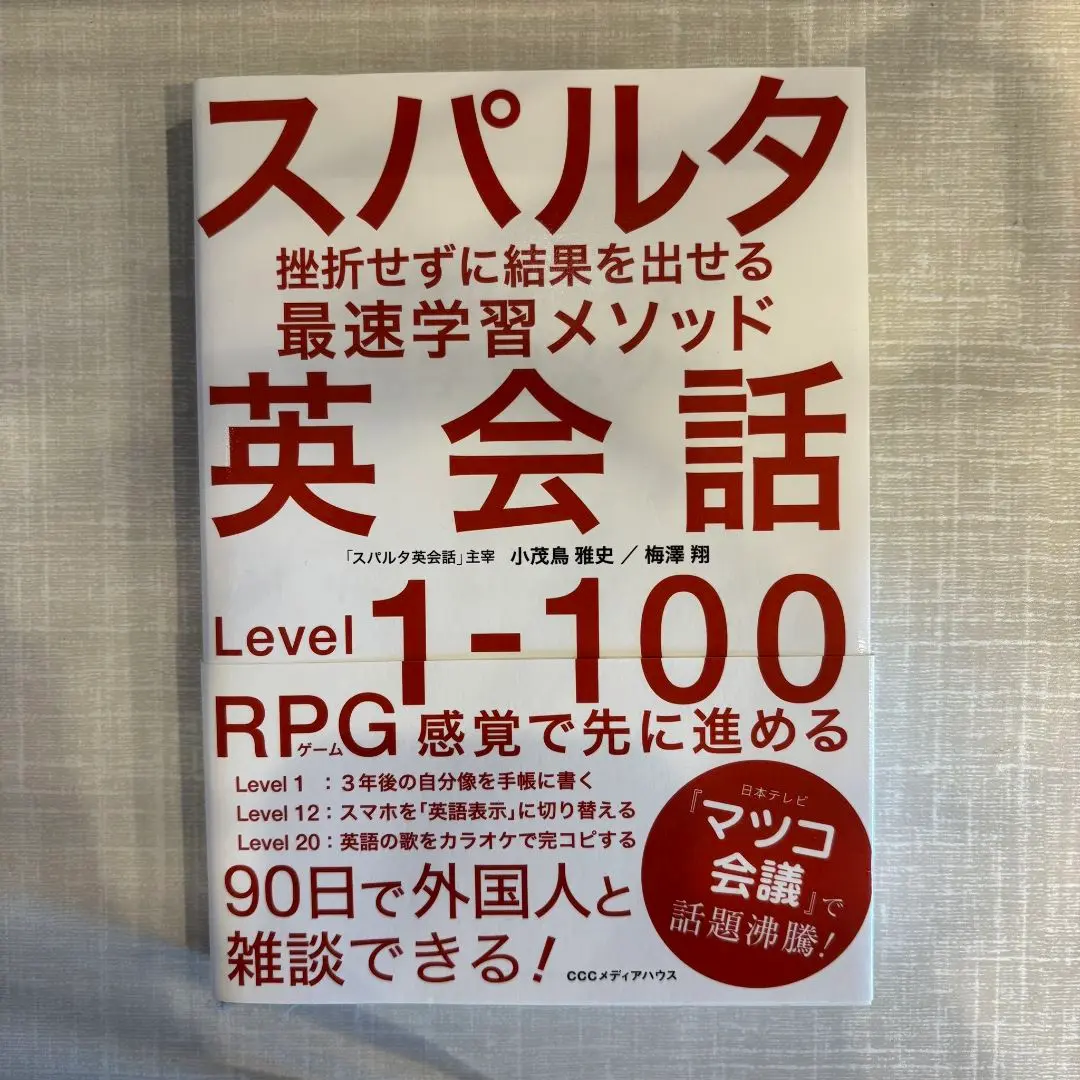 スパルタ
挫折せずに結果を出せる
最速学習メソッド
英会話
「スパルタ英会話」主宰 小茂鳥 雅史／梅澤 翔
Level 1-100
RPG感覚で先に進める
ゲーム
Level 1 ：3年後の自分像を手帳に書く
Level 12：スマホを「英語表示」に切り替える
Level 20：英語の歌をカラオケで完コピする
90日で外国人と
雑談できる！
日本テレビ
『マツコ
会議』で
話題沸騰！
CCCメディアハウス